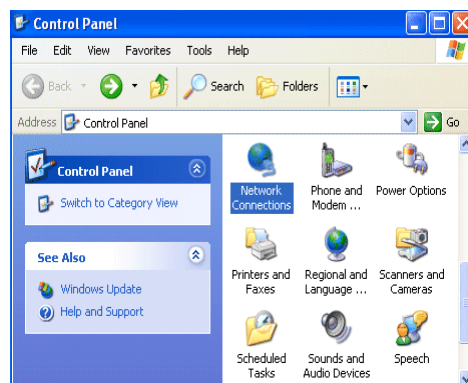 Control Panel
File Edit View Favorites Tools Help
Back Search Folders
Address Control Panel Go
Control Panel
Switch to Category View
See Also
Windows Update
Help and Support
Network Connections
Phone and Modem ...
Power Options
Printers and Faxes
Regional and Language ...
Scanners and Cameras
Scheduled Tasks
Sounds and Audio Devices
Speech